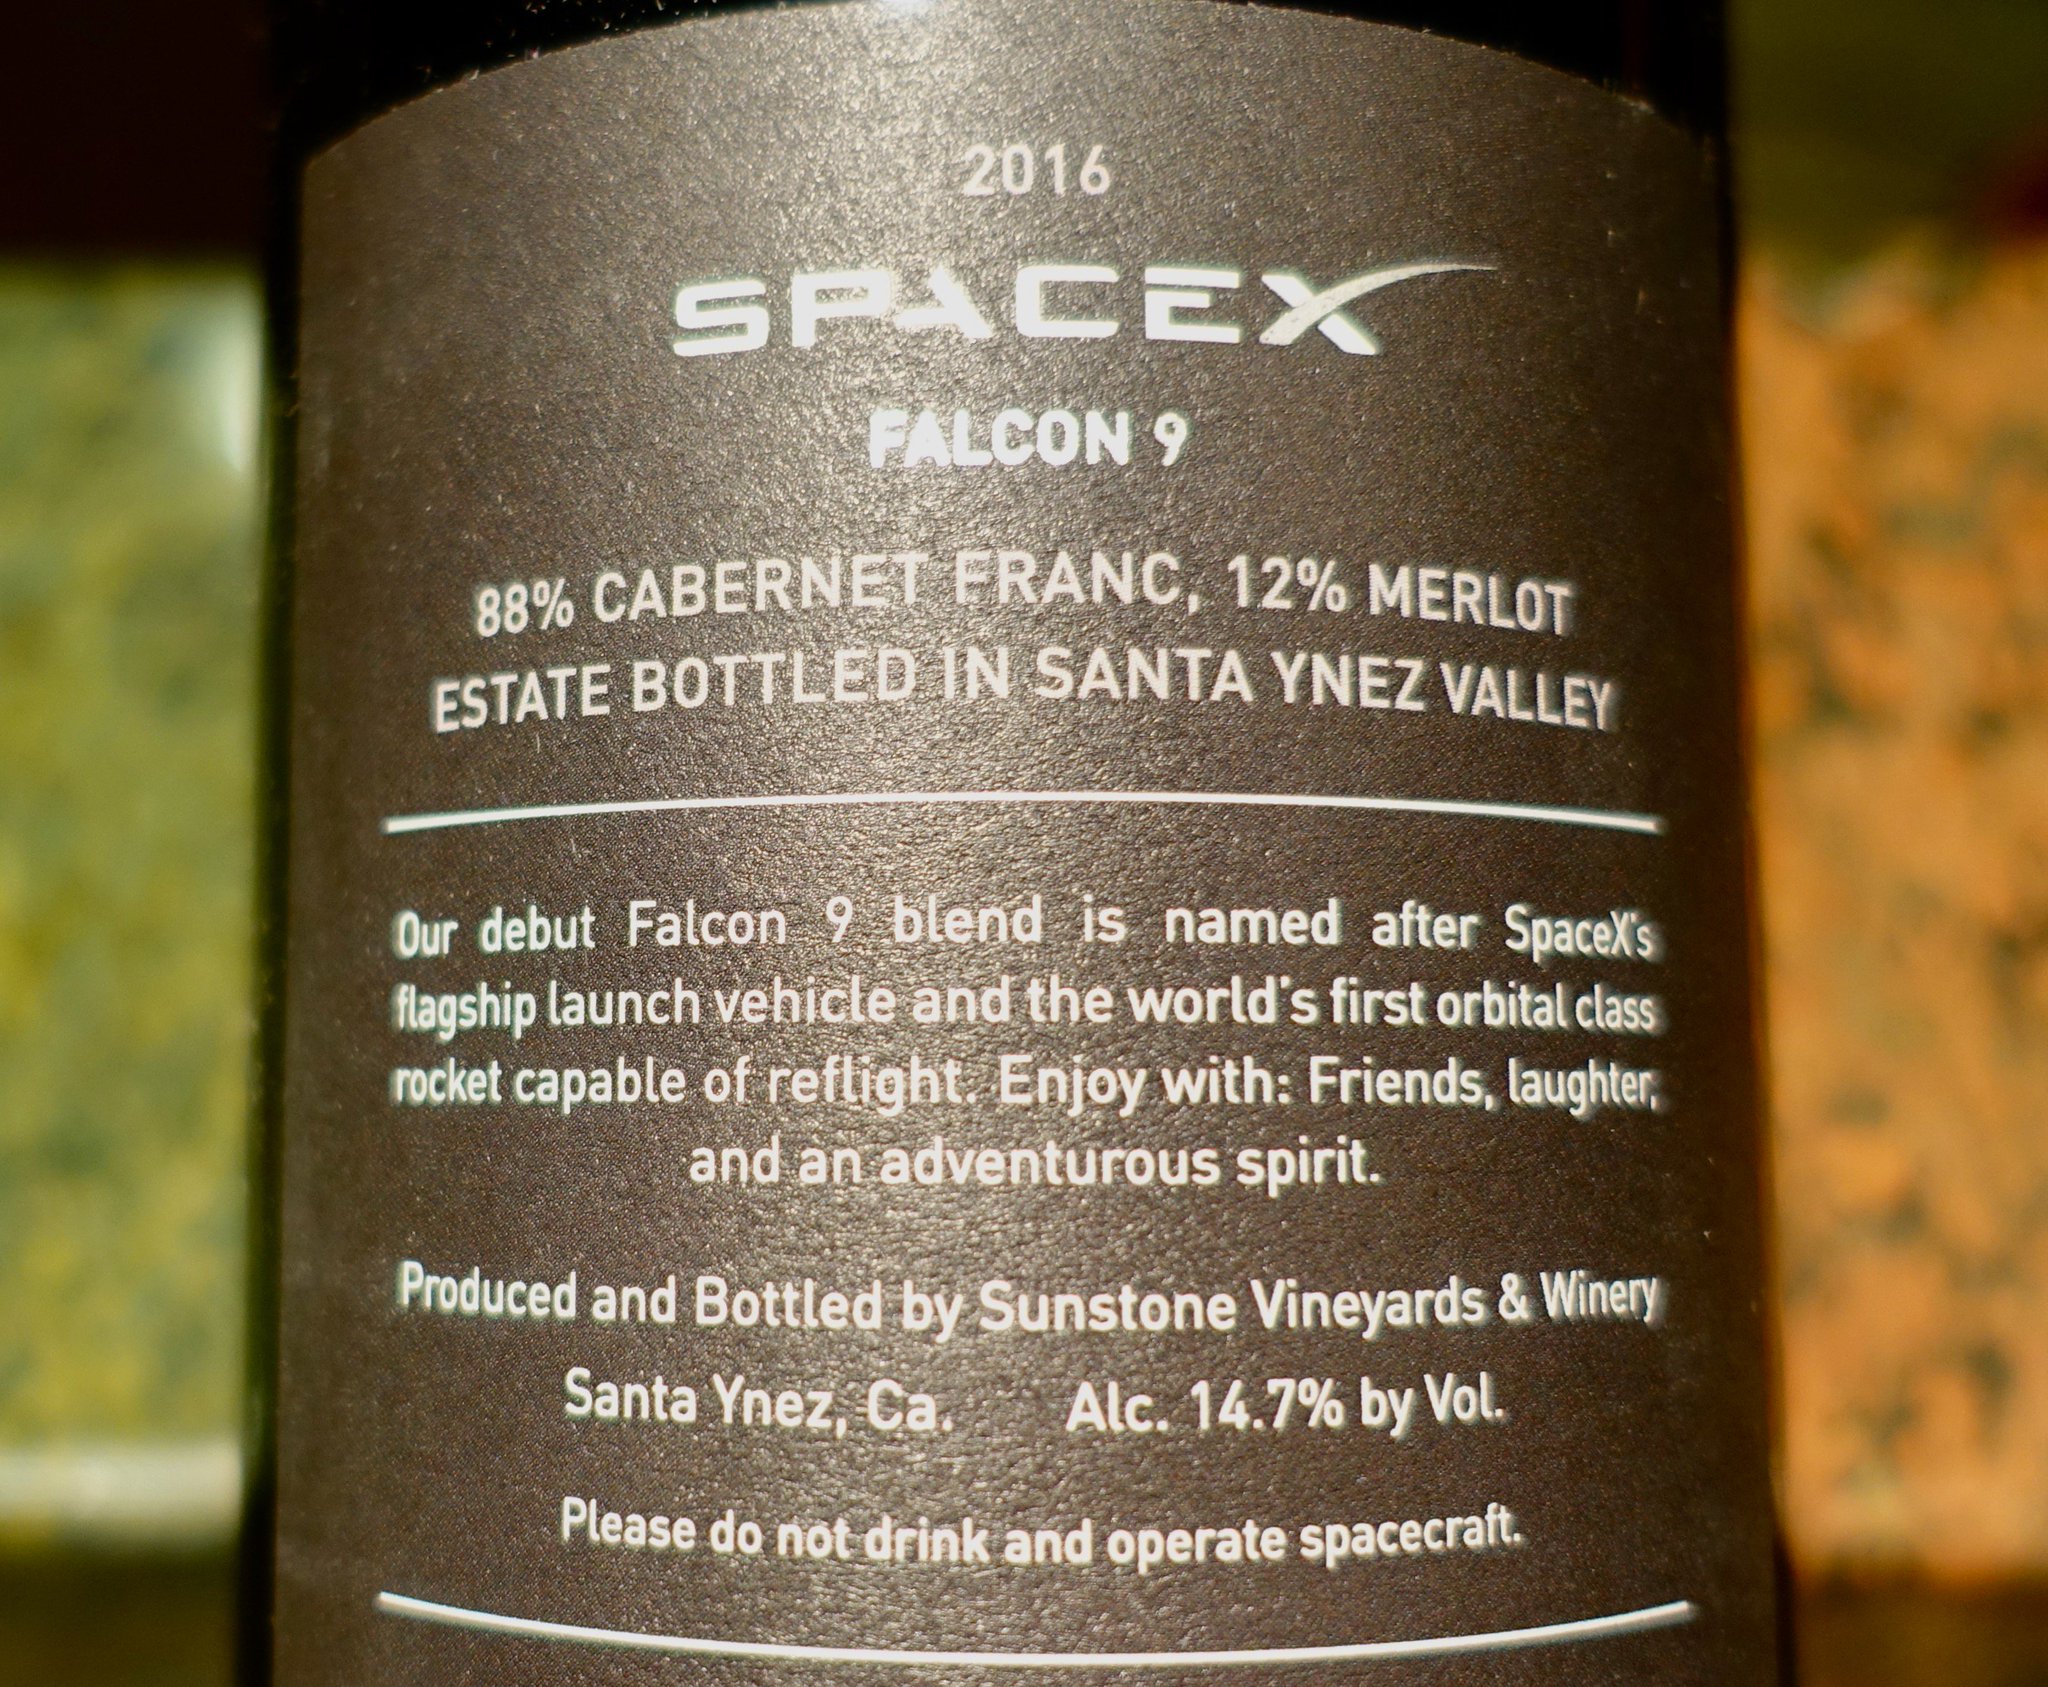 2016
SPACEX
FALCON 9
88% CABERNET FRANC, 12% MERLOT
ESTATE BOTTLED IN SANTA YNEZ VALLEY
Our debut Falcon 9 blend is named after SpaceX's
flagship launch vehicle and the world's first orbital class
rocket capable of reflight. Enjoy with: Friends, laughter,
and an adventurous spirit.
Produced and Bottled by Sunstone Vineyards & Winery
Santa Ynez, Ca. Alc. 14.7% by Vol.
Please do not drink and operate spacecraft.